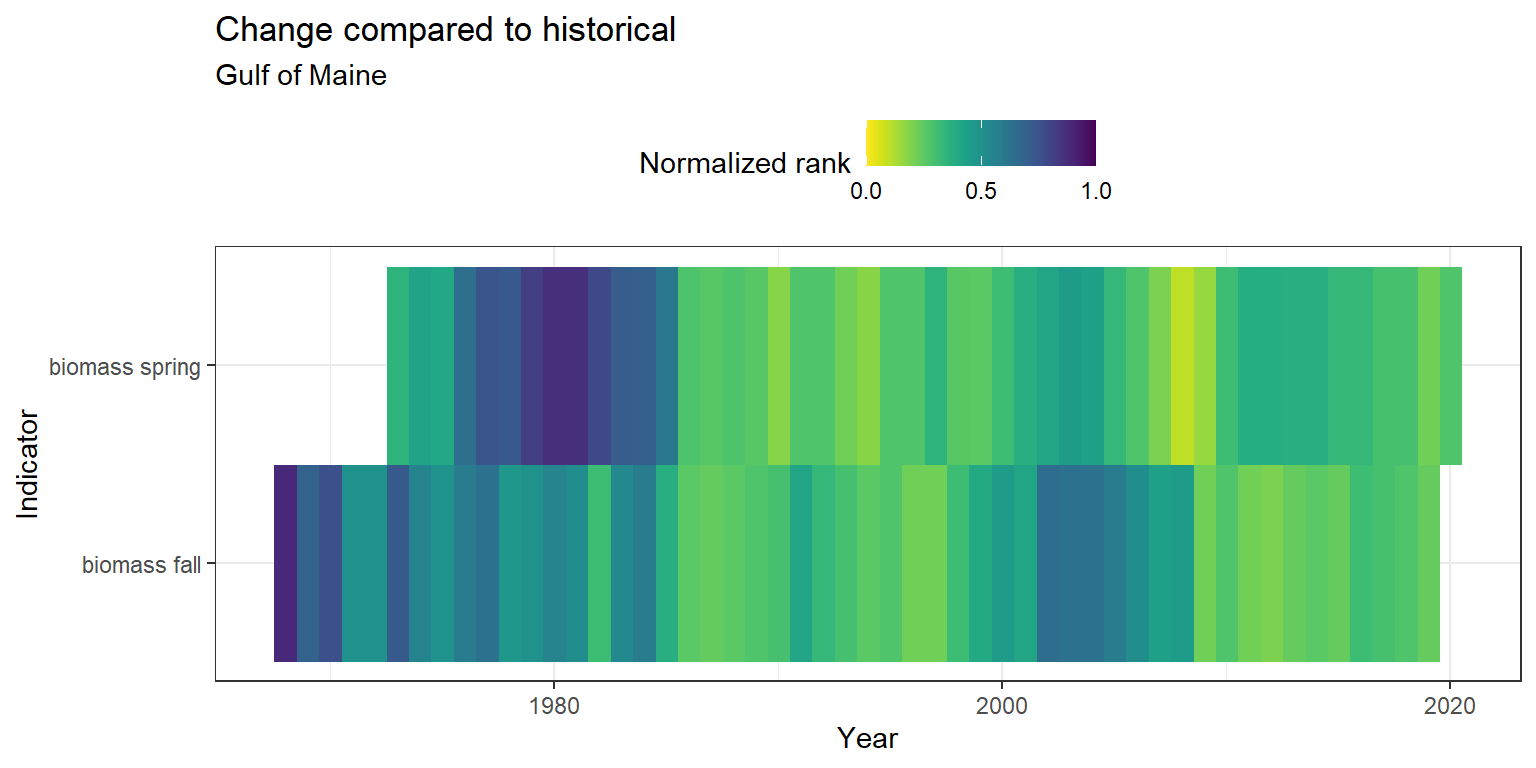 Change compared to historical
Gulf of Maine
Normalized rank
0.0 0.5 1.0
Indicator
biomass spring
biomass fall
1980 2000 2020
Year